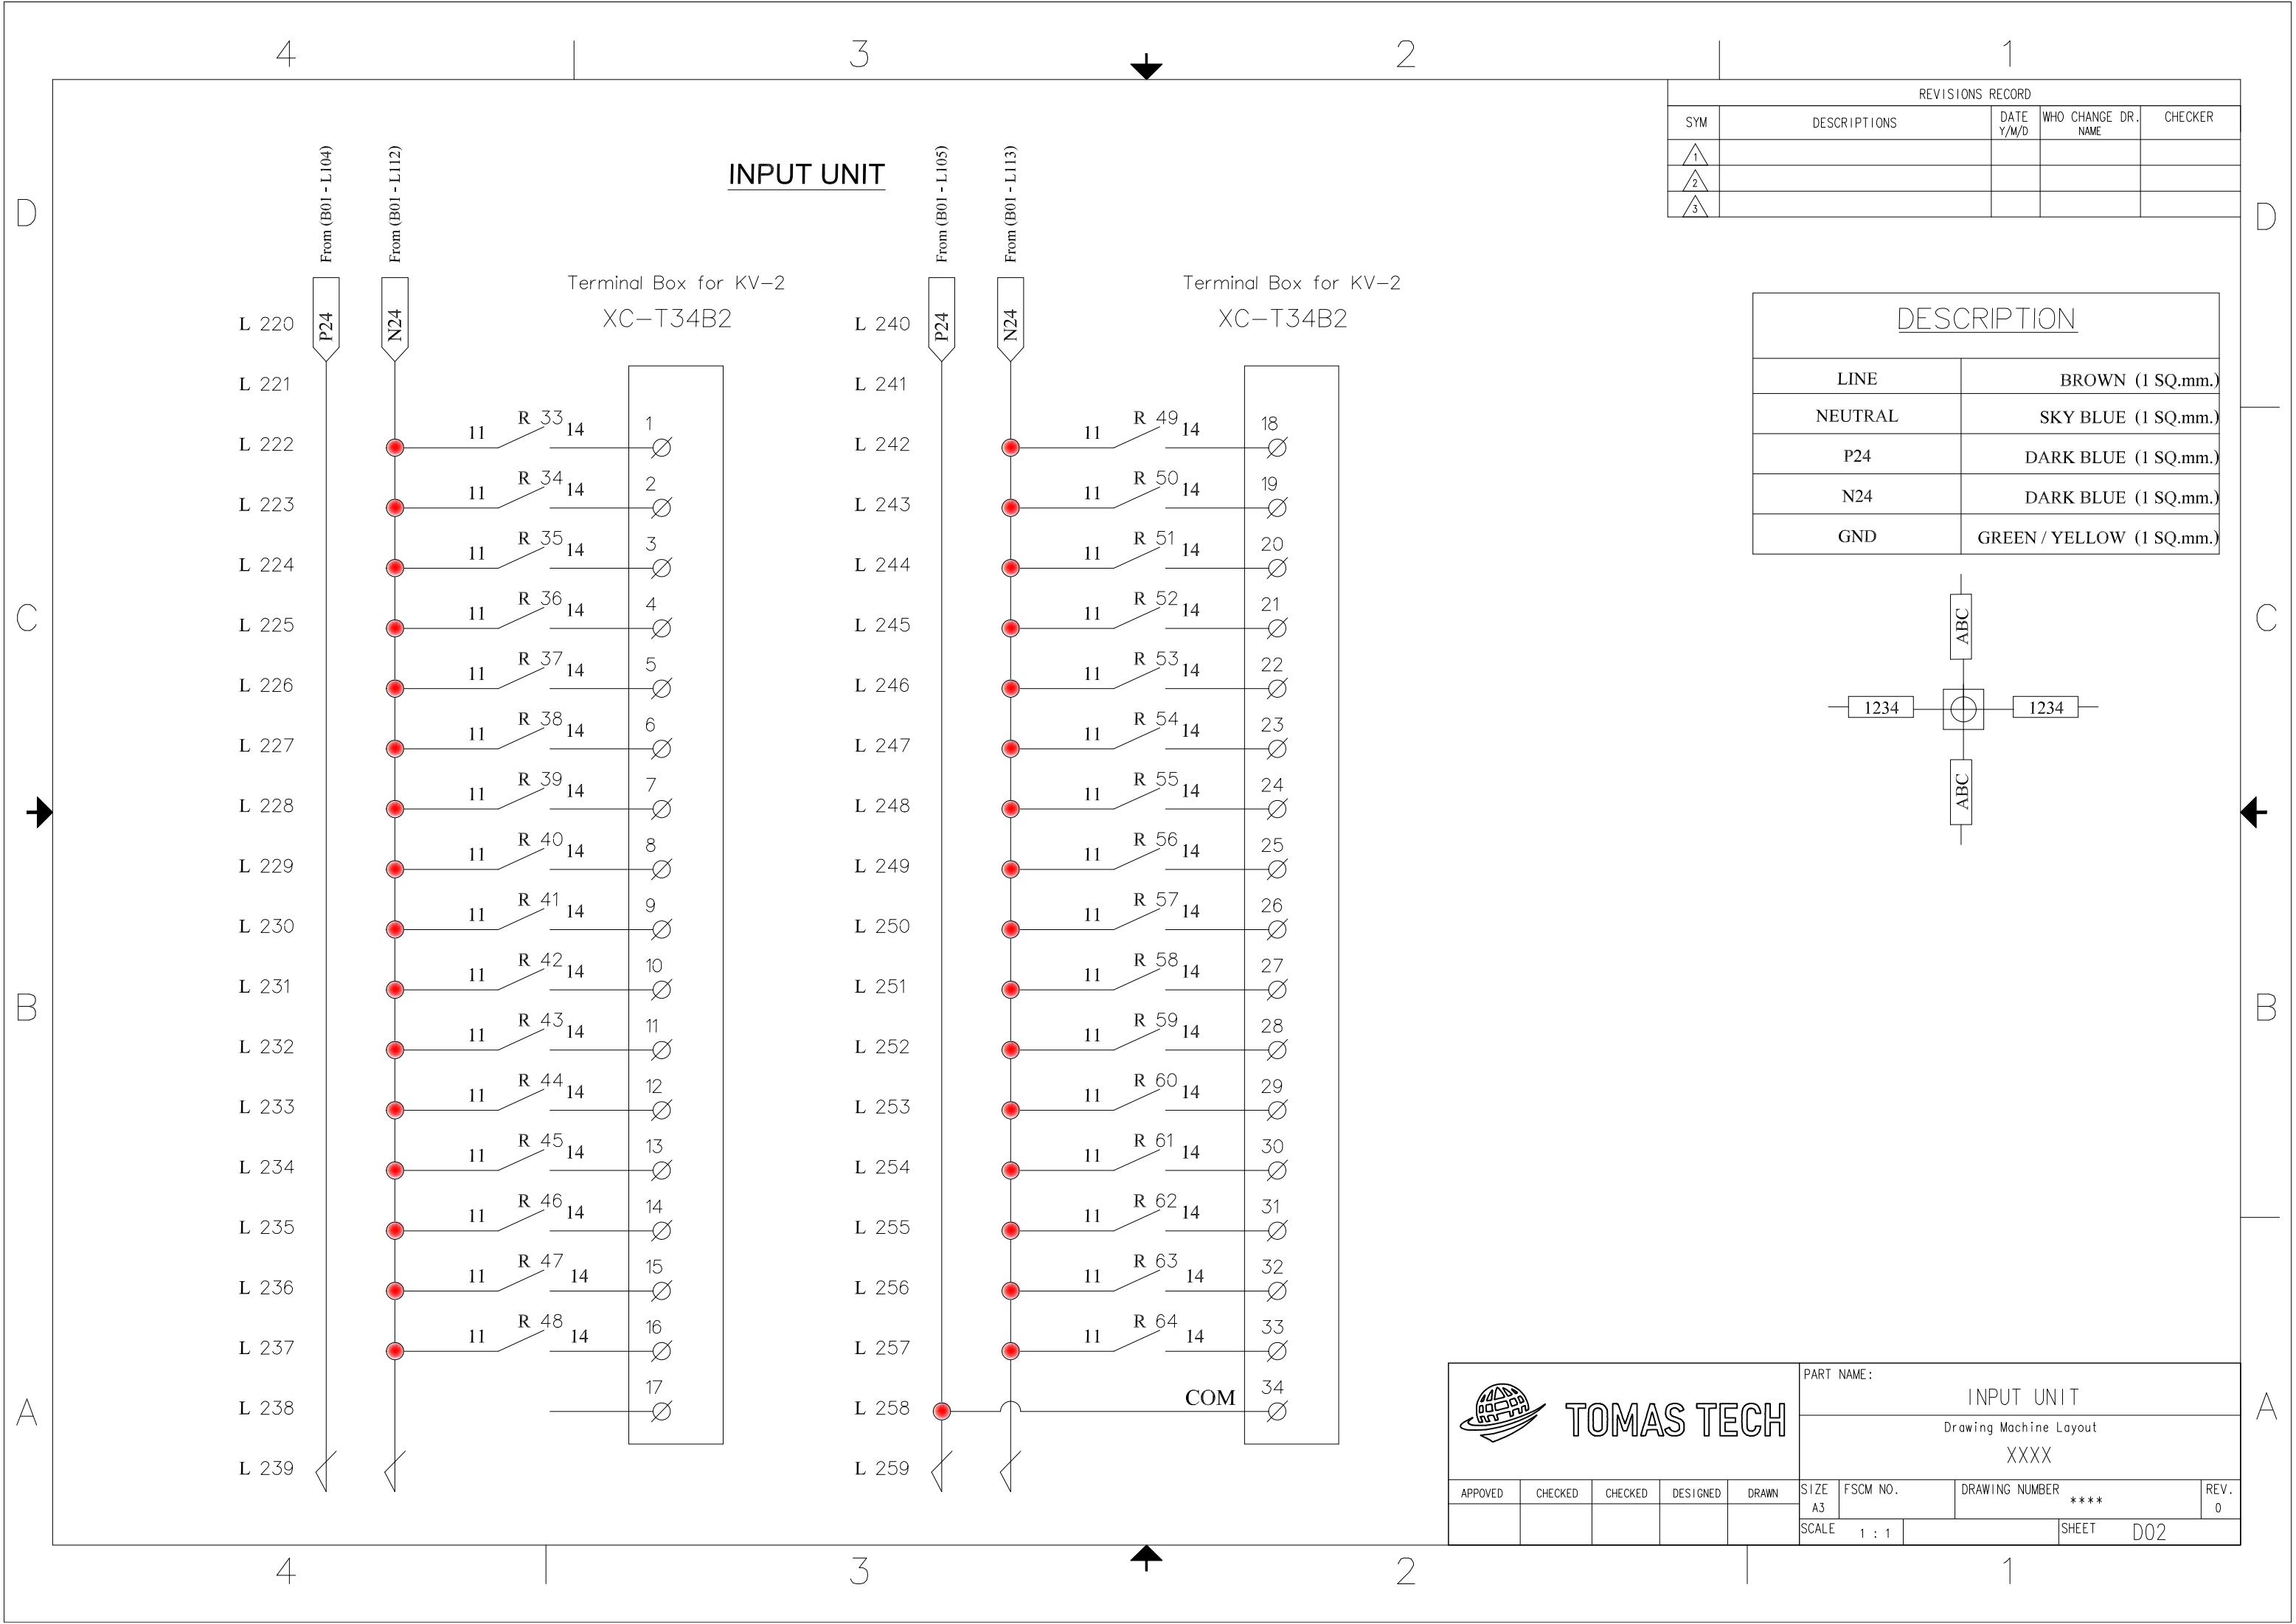 4 3 2 1
REVISIONS RECORD
SYM DESCRIPTIONS DATE Y/M/D WHO CHANGE DR. NAME CHECKER
1
2
3
D D
INPUT UNIT
From (B01 - L104) From (B01 - L112) From (B01 - L105) From (B01 - L113)
Terminal Box for KV-2 Terminal Box for KV-2
XC-T34B2 XC-T34B2
L 220 P24 N24 L 240 P24 N24
L 221 L 241
L 222 11 R 33 14 1 L 242 11 R 49 14 18
L 223 11 R 34 14 2 L 243 11 R 50 14 19
L 224 11 R 35 14 3 L 244 11 R 51 14 20
L 225 11 R 36 14 4 L 245 11 R 52 14 21
L 226 11 R 37 14 5 L 246 11 R 53 14 22
L 227 11 R 38 14 6 L 247 11 R 54 14 23
L 228 11 R 39 14 7 L 248 11 R 55 14 24
L 229 11 R 40 14 8 L 249 11 R 56 14 25
L 230 11 R 41 14 9 L 250 11 R 57 14 26
L 231 11 R 42 14 10 L 251 11 R 58 14 27
L 232 11 R 43 14 11 L 252 11 R 59 14 28
L 233 11 R 44 14 12 L 253 11 R 60 14 29
L 234 11 R 45 14 13 L 254 11 R 61 14 30
L 235 11 R 46 14 14 L 255 11 R 62 14 31
L 236 11 R 47 14 15 L 256 11 R 63 14 32
L 237 11 R 48 14 16 L 257 11 R 64 14 33
L 238 17 L 258 COM 34
L 239 L 259
DESCRIPTION
LINE BROWN (1 SQ.mm.)
NEUTRAL SKY BLUE (1 SQ.mm.)
P24 DARK BLUE (1 SQ.mm.)
N24 DARK BLUE (1 SQ.mm.)
GND GREEN / YELLOW (1 SQ.mm.)
ABC
1234 1234
ABC
C C
B B
A A
TOMAS TECH
PART NAME:
INPUT UNIT
Drawing Machine Layout
XXXX
APPOVED CHECKED CHECKED DESIGNED DRAWN
SIZE A3 FSCM NO. DRAWING NUMBER **** REV. 0
SCALE 1 : 1 SHEET D02
4 3 2 1